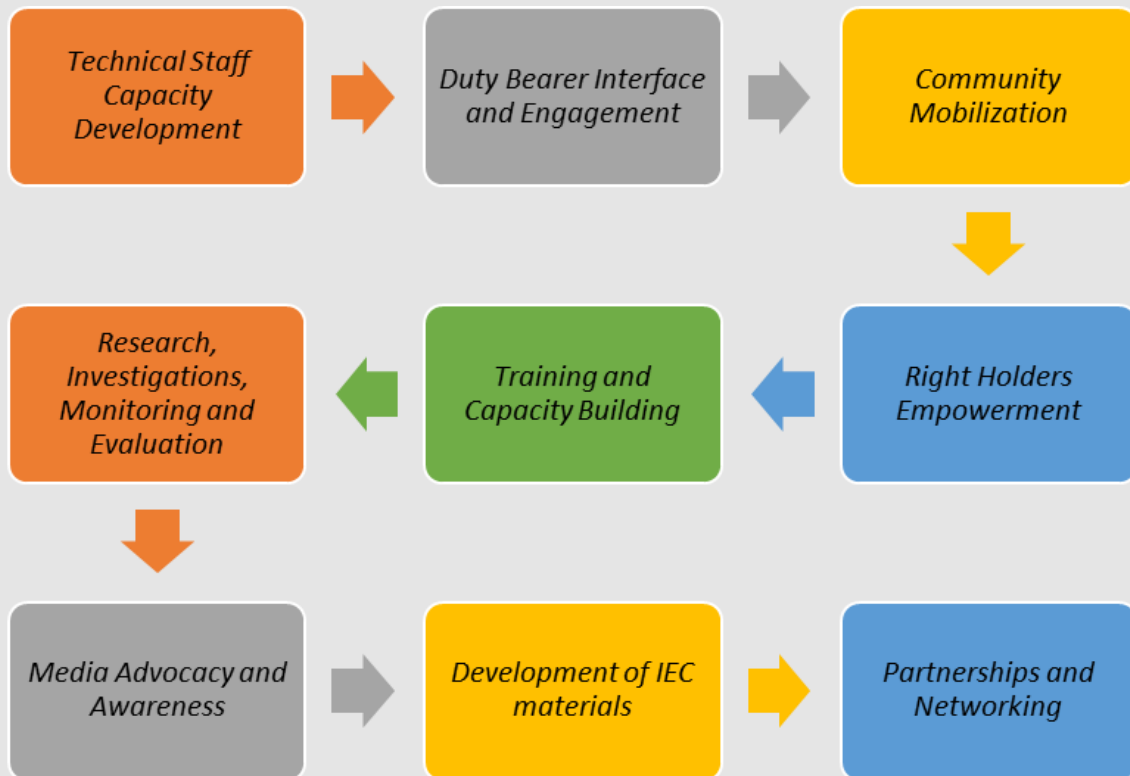 Technical Staff
Capacity
Development
Duty Bearer Interface
and Engagement
Community
Mobilization
Right Holders
Empowerment
Training and
Capacity Building
Research,
Investigations,
Monitoring and
Evaluation
Media Advocacy and
Awareness
Development of IEC
materials
Partnerships and
Networking